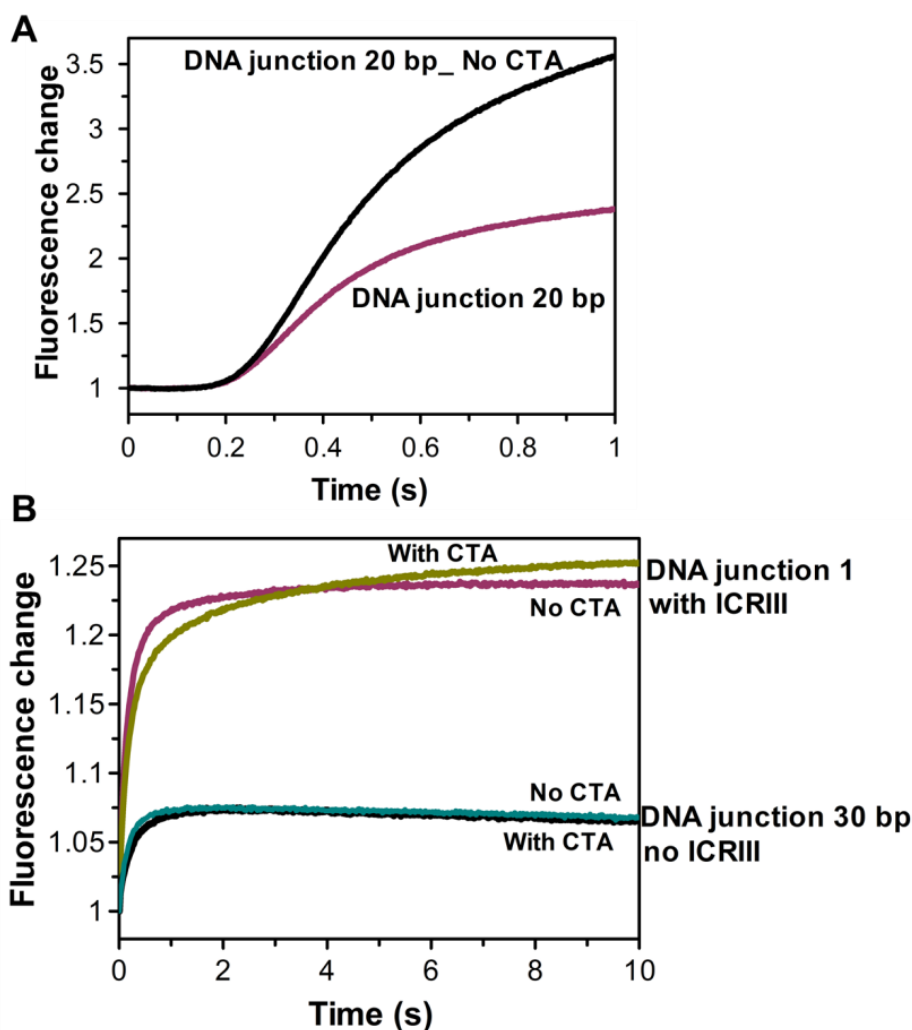 A
DNA junction 20 bp_ No CTA
3.5
3
2.5
2
1.5
1
Fluorescence change
DNA junction 20 bp
0 0.2 0.4 0.6 0.8 1
Time (s)
B
With CTA
1.25
1.2
1.15
1.1
1.05
1
Fluorescence change
No CTA
DNA junction 1
with ICRIII
No CTA
With CTA
DNA junction 30 bp
no ICRIII
0 2 4 6 8 10
Time (s)